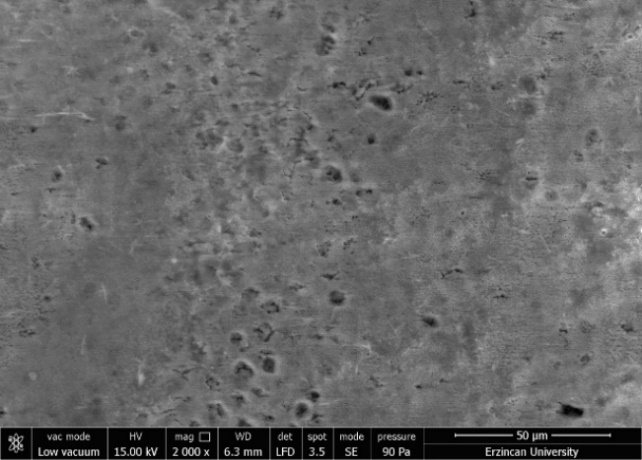 vac mode HV mag WD det spot mode pressure 50 µm
Low vacuum 15.00 kV 2 000 x 6.3 mm LFD 3.5 SE 90 Pa Erzincan University